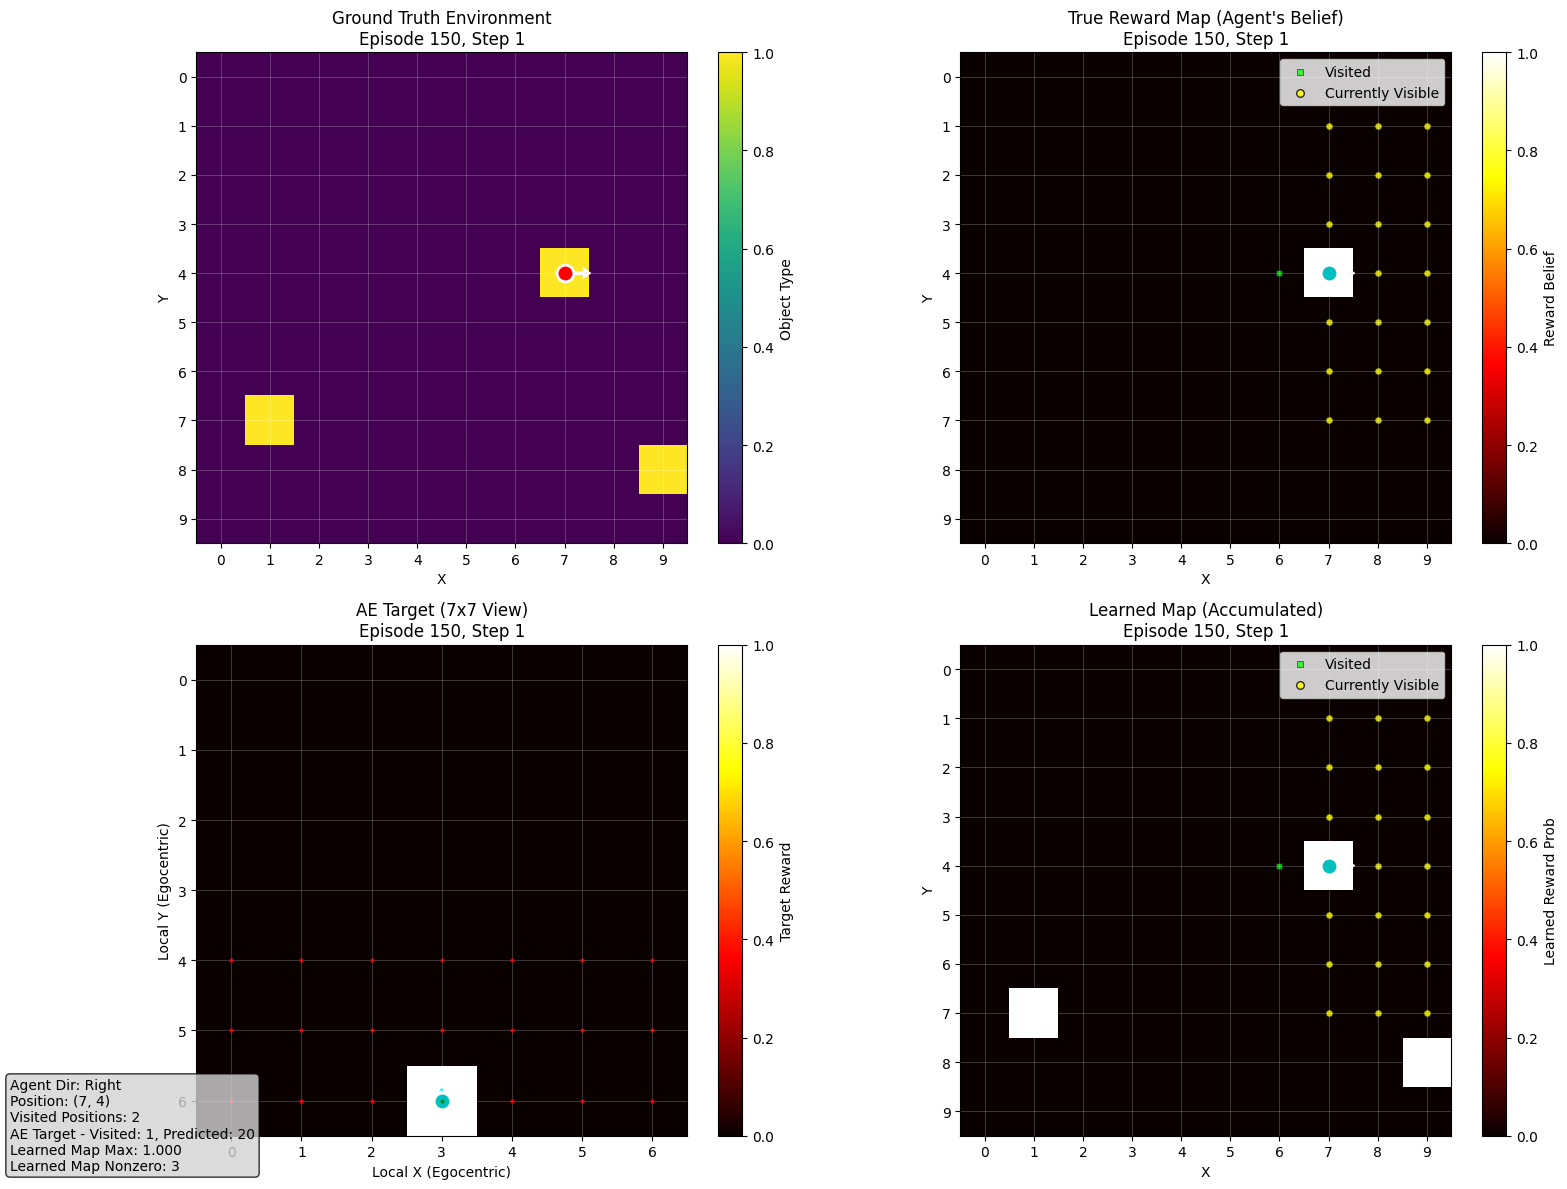 Ground Truth Environment
Episode 150, Step 1
0
1
2
3
4
5
6
7
8
9
Y
0 1 2 3 4 5 6 7 8 9
X
1.0
0.8
0.6
0.4
0.2
0.0
Object Type
True Reward Map (Agent's Belief)
Episode 150, Step 1
Visited
Currently Visible
0
1
2
3
4
5
6
7
8
9
Y
0 1 2 3 4 5 6 7 8 9
X
1.0
0.8
0.6
0.4
0.2
0.0
Reward Belief
AE Target (7x7 View)
Episode 150, Step 1
0
1
2
3
4
5
6
Local Y (Egocentric)
0 1 2 3 4 5 6
Local X (Egocentric)
1.0
0.8
0.6
0.4
0.2
0.0
Target Reward
Learned Map (Accumulated)
Episode 150, Step 1
Visited
Currently Visible
0
1
2
3
4
5
6
7
8
9
Y
0 1 2 3 4 5 6 7 8 9
X
1.0
0.8
0.6
0.4
0.2
0.0
Learned Reward Prob
Agent Dir: Right
Position: (7, 4)
Visited Positions: 2
AE Target - Visited: 1, Predicted: 20
Learned Map Max: 1.000
Learned Map Nonzero: 3